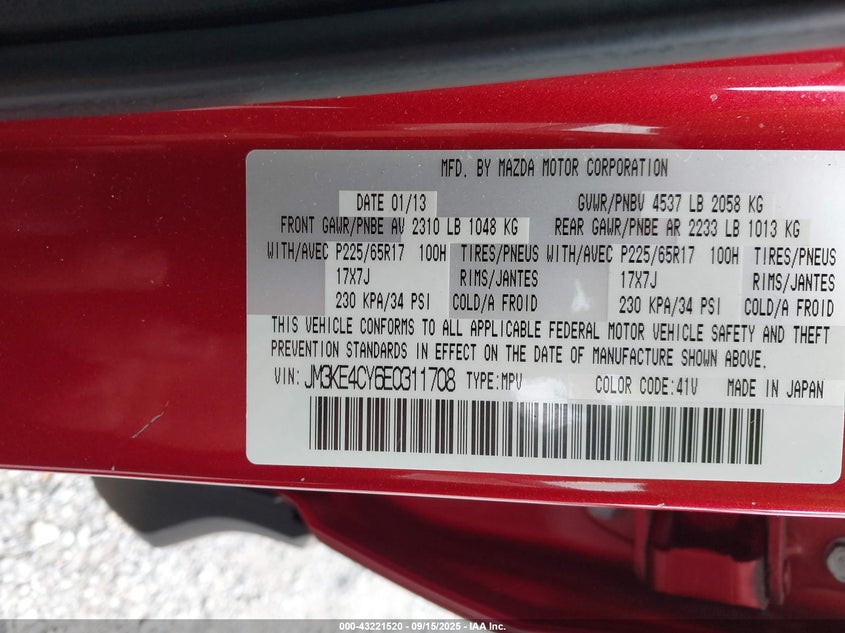 MFD. BY MAZDA MOTOR CORPORATION
DATE 01/13 GVWR/PNBV 4537 LB 2058 KG
FRONT GAWR/PNBE AV 2310 LB 1048 KG REAR GAWR/PNBE AR 2233 LB 1013 KG
WITH/AVEC P225/65R17 100H TIRES/PNEUS WITH/AVEC P225/65R17 100H TIRES/PNEUS
17X7J RIMS/JANTES 17X7J RIMS/JANTES
230 KPA/34 PSI COLD/A FROID 230 KPA/34 PSI COLD/A FROID
THIS VEHICLE CONFORMS TO ALL APPLICABLE FEDERAL MOTOR VEHICLE SAFETY AND THEFT
PREVENTION STANDARDS IN EFFECT ON THE DATE OF MANUFACTURE SHOWN ABOVE.
VIN: JM3KE4CY6E0311708 TYPE:MPV COLOR CODE:41V MADE IN JAPAN
000-43221520 - 09/15/2025 - IAA Inc.